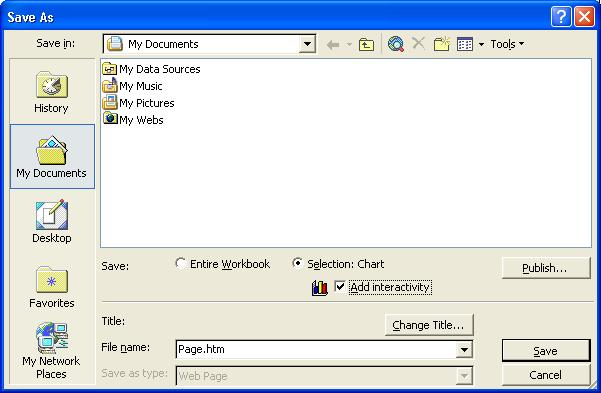 Save As
Save in:
My Documents
Tools
History
My Documents
Desktop
Favorites
My Network
Places
My Data Sources
My Music
My Pictures
My Webs
Save:
Entire Workbook
Selection: Chart
Publish...
Add interactivity
Title:
Change Title...
File name:
Page.htm
Save
Save as type:
Web Page
Cancel